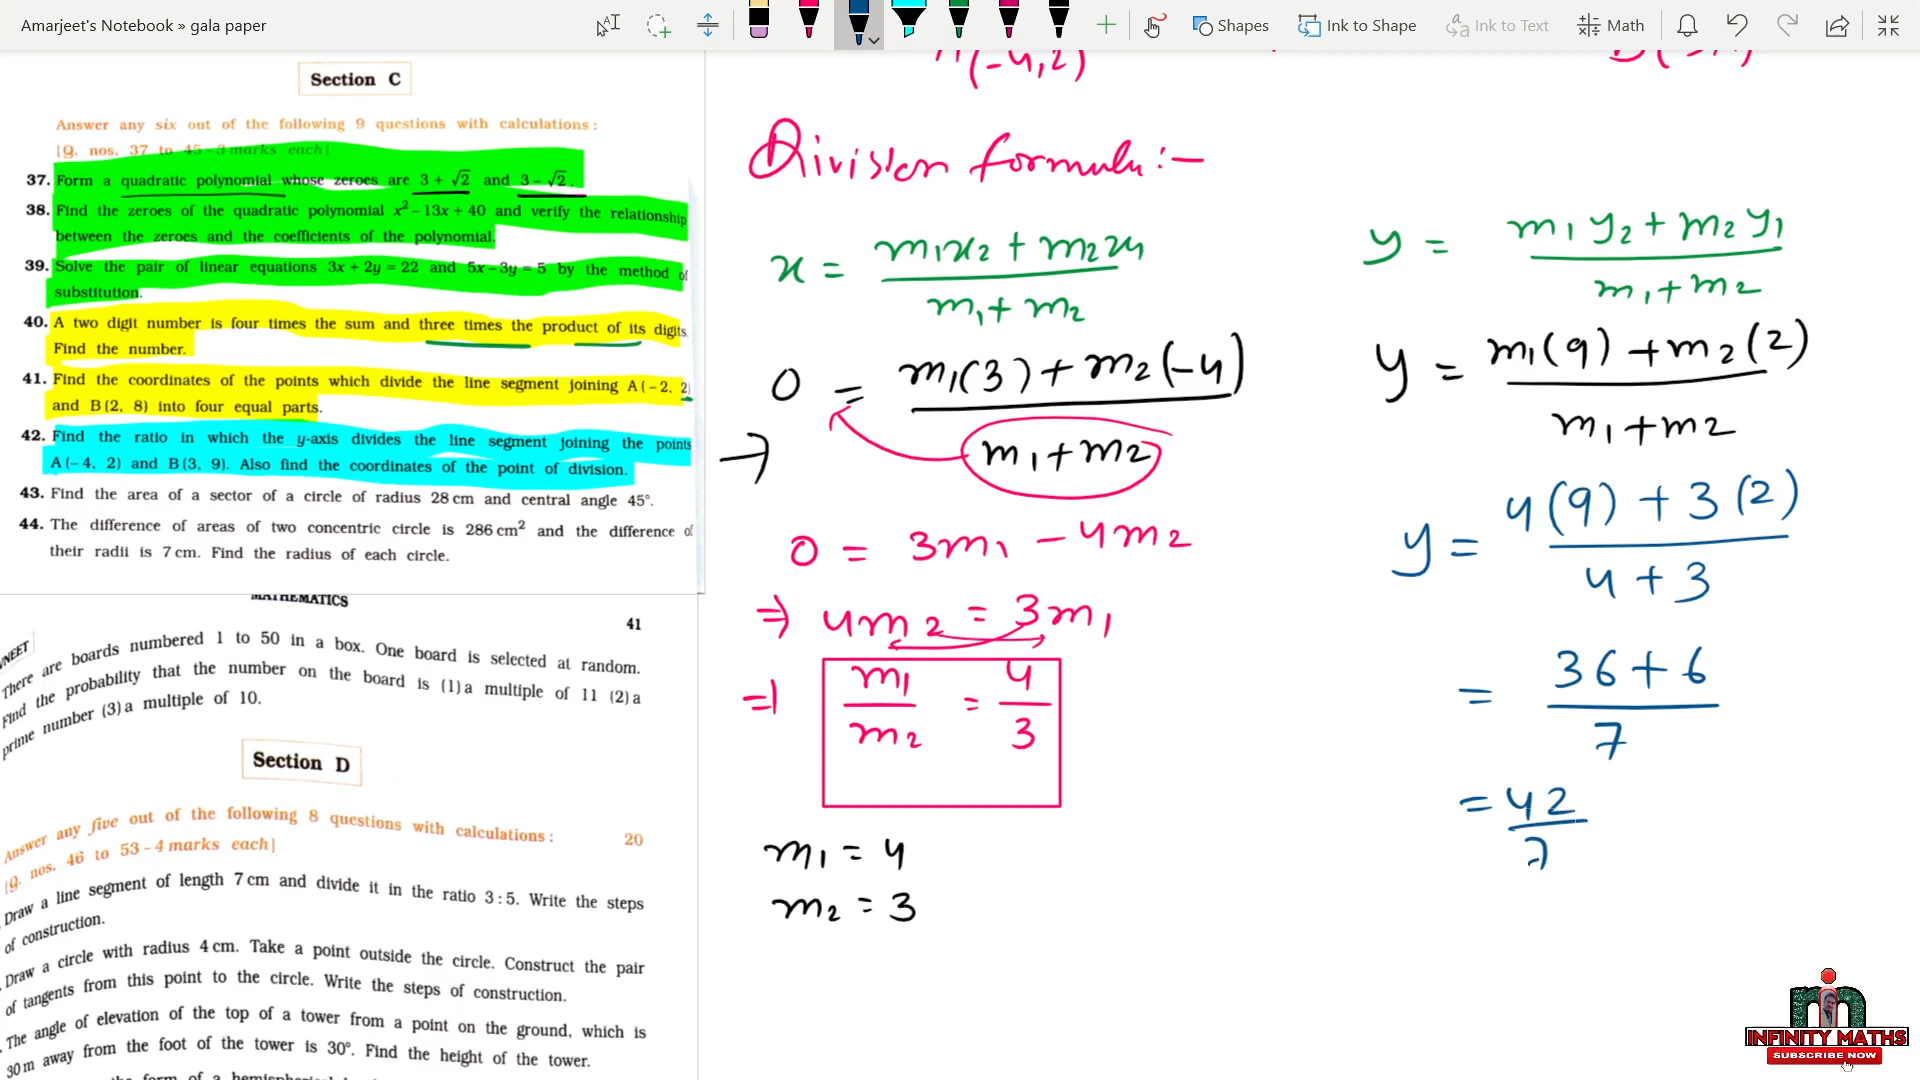 Amarjeet's Notebook » gala paper
Shapes
Ink to Shape
Ink to Text
Math
Section C
Answer any six out of the following 9 questions with calculations :
[Q. nos. 37 to 45 – 3 marks each]
37. Form a quadratic polynomial whose zeroes are 3 + √2 and 3 – √2.
38. Find the zeroes of the quadratic polynomial x² – 13x + 40 and verify the relationship
between the zeroes and the coefficients of the polynomial.
39. Solve the pair of linear equations 3x + 2y = 22 and 5x – 3y = 5 by the method of
substitution.
40. A two digit number is four times the sum and three times the product of its digits.
Find the number.
41. Find the coordinates of the points which divide the line segment joining A (– 2, 2)
and B (2, 8) into four equal parts.
42. Find the ratio in which the y-axis divides the line segment joining the points
A (– 4, 2) and B (3, 9). Also find the coordinates of the point of division.
43. Find the area of a sector of a circle of radius 28 cm and central angle 45°.
44. The difference of areas of two concentric circle is 286 cm² and the difference of
their radii is 7 cm. Find the radius of each circle.
MATHEMATICS
41
There are boards numbered 1 to 50 in a box. One board is selected at random.
Find the probability that the number on the board is (1) a multiple of 11 (2) a
prime number (3) a multiple of 10.
Section D
Answer any five out of the following 8 questions with calculations : 20
[Q. nos. 46 to 53 – 4 marks each]
Draw a line segment of length 7 cm and divide it in the ratio 3 : 5. Write the steps
of construction.
Draw a circle with radius 4 cm. Take a point outside the circle. Construct the pair
of tangents from this point to the circle. Write the steps of construction.
The angle of elevation of the top of a tower from a point on the ground, which is
30 m away from the foot of the tower is 30°. Find the height of the tower.
(-4,2)
Division formula :-
x = m1x2 + m2x1
m1 + m2
0 = m1(3) + m2(-4)
→ m1 + m2
0 = 3m1 - 4m2
⇒ 4m2 = 3m1
⇒ m1 = 4
m2 3
m1 = 4
m2 = 3
y = m1y2 + m2y1
m1 + m2
y = m1(9) + m2(2)
m1 + m2
y = 4(9) + 3(2)
4 + 3
= 36 + 6
7
= 42
7
INFINITY MATHS
SUBSCRIBE NOW